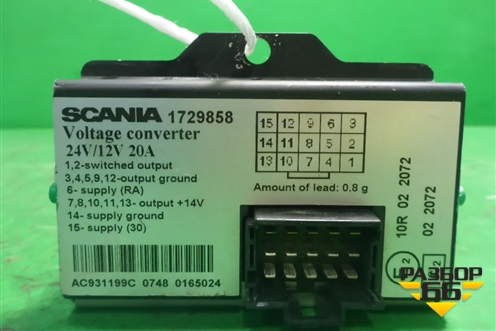 SCANIA 1729858
Voltage converter
24V/12V 20A
1,2-switched output
3,4,5,9,12-output ground
6- supply (RA)
7,8,10,11,13- output +14V
14- supply ground
15- supply (30)
AC931199C 0748 0165024
15 12 9 6 3
14 11 8 5 2
13 10 7 4 1
Amount of lead: 0.8 g
10R 02 2072
02 2072
РАЗБОР
66